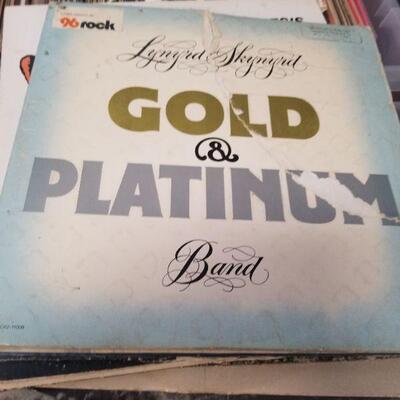 96 rock
Lynyrd Skynyrd
GOLD
&
PLATINUM
Band